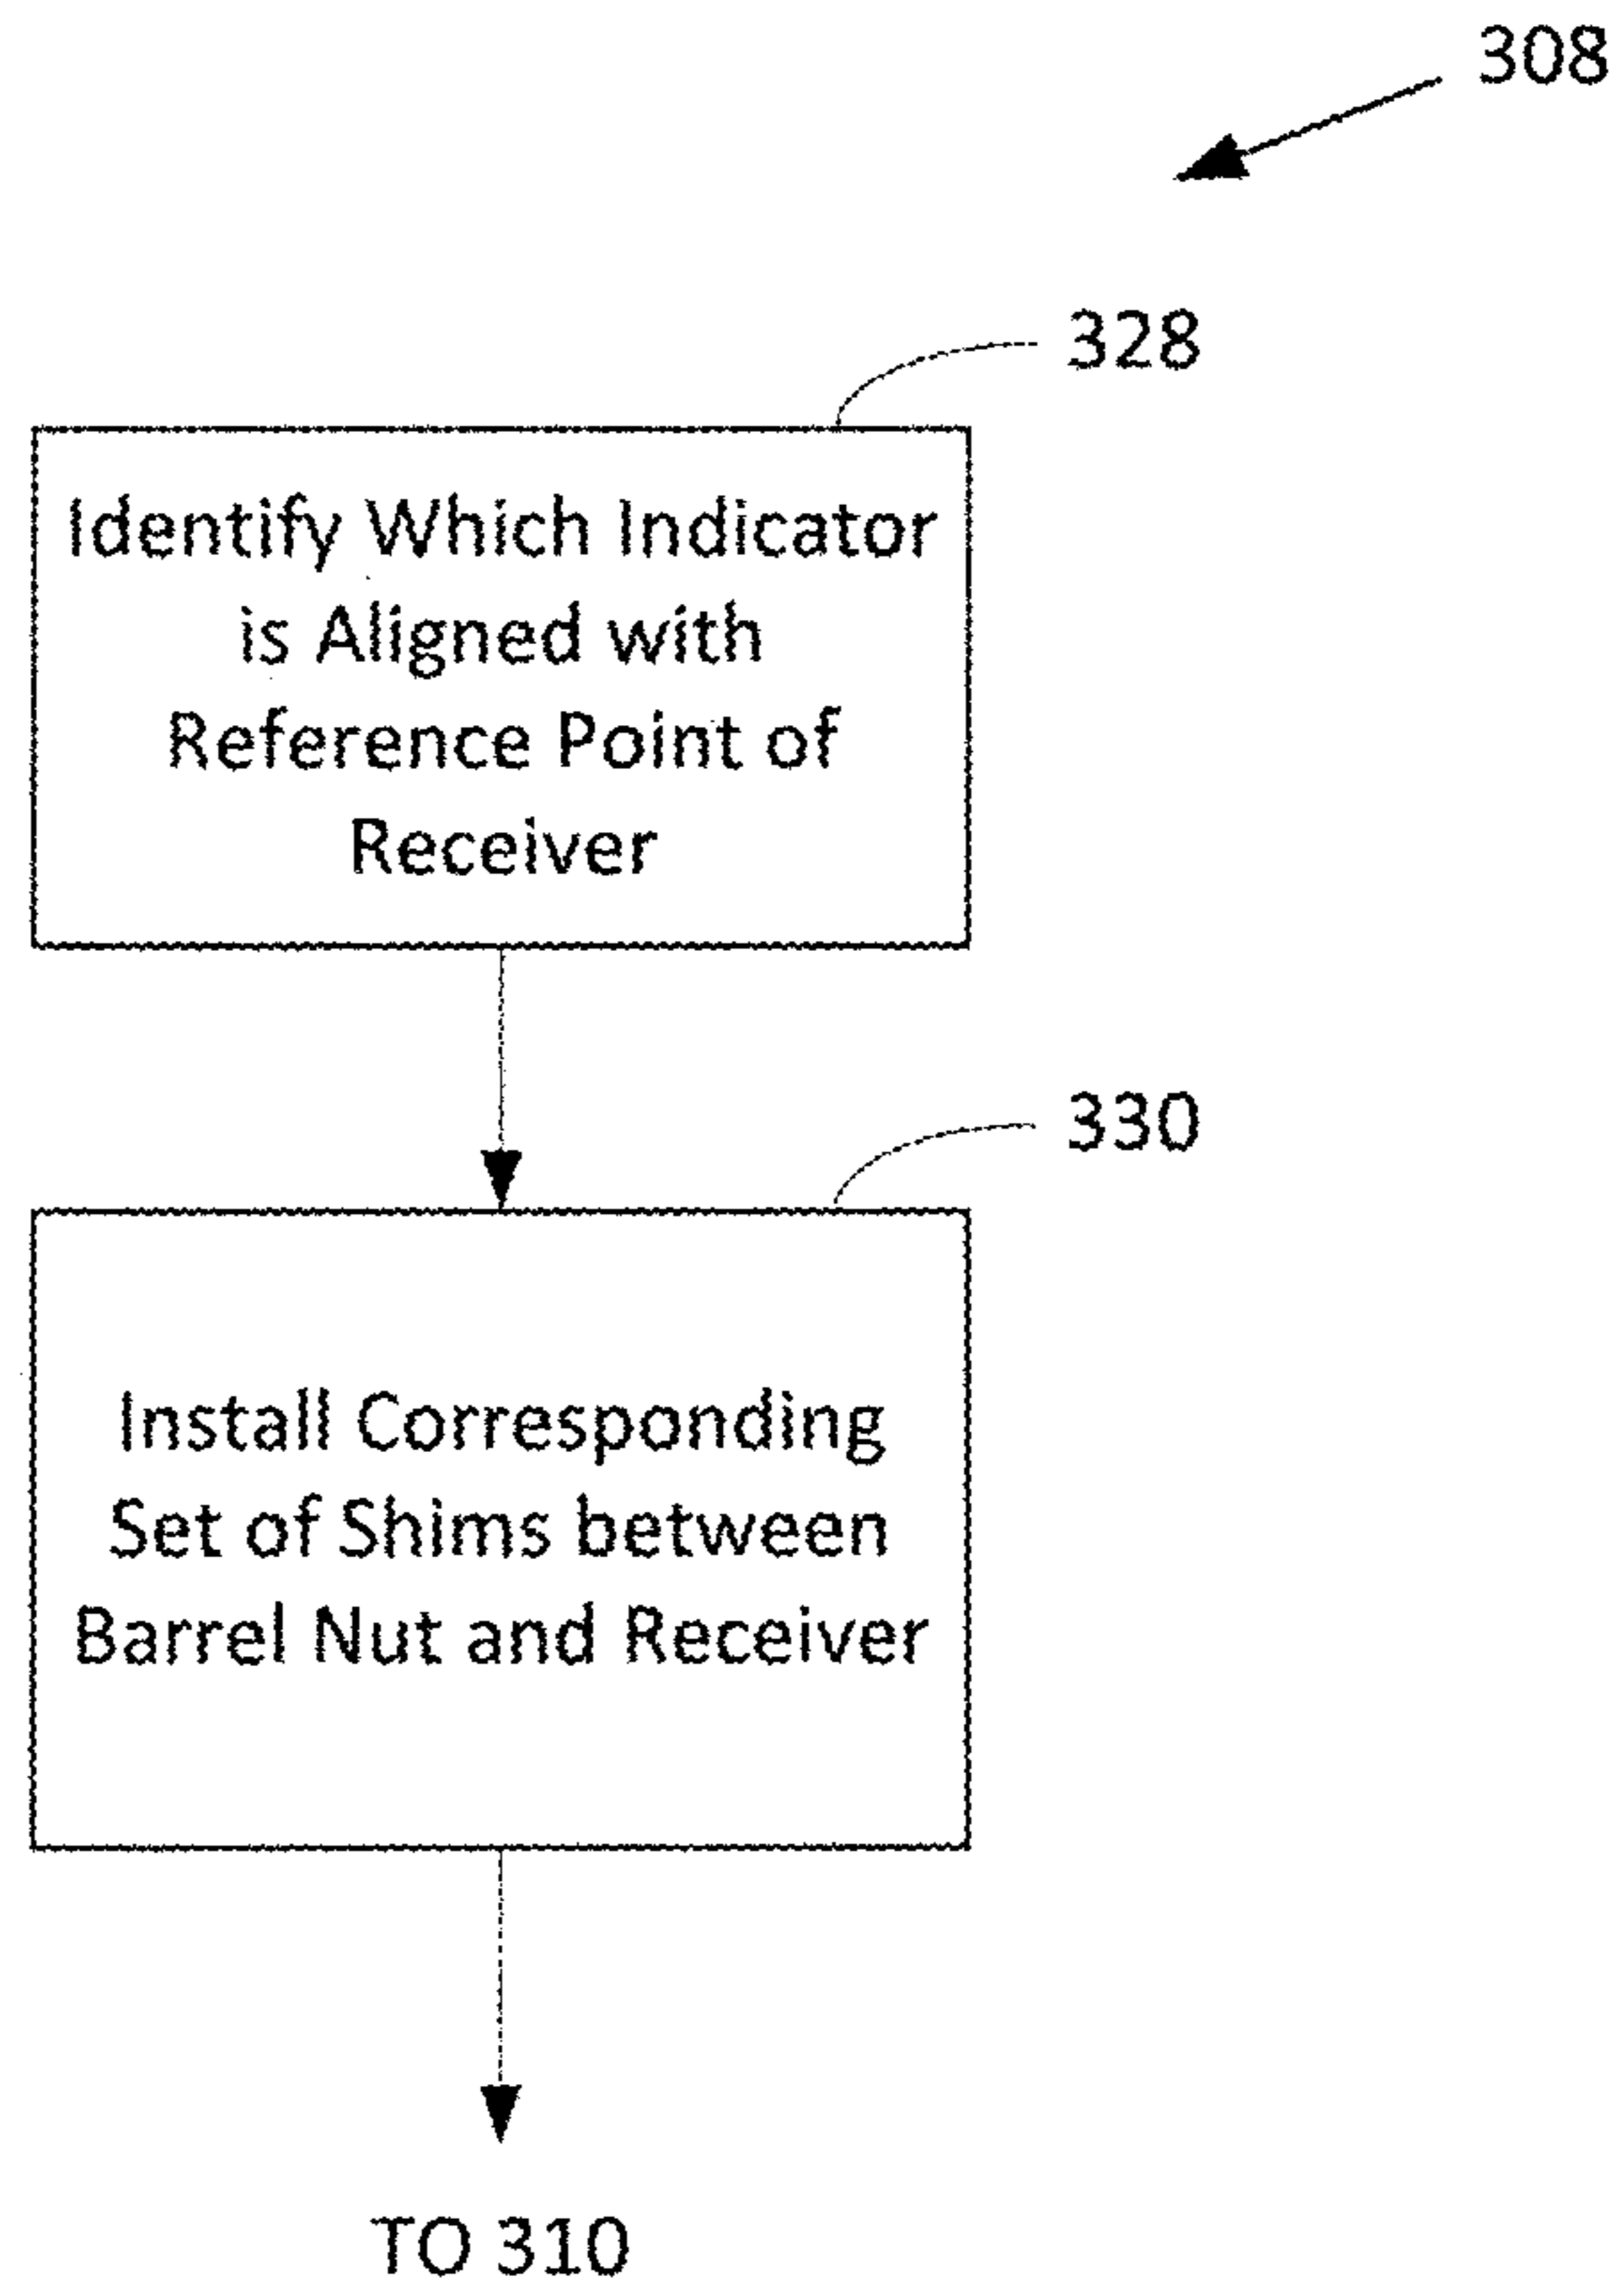 308
328
Identify Which Indicator
is Aligned with
Reference Point of
Receiver
330
Install Corresponding
Set of Shims between
Barrel Nut and Receiver
TO 310